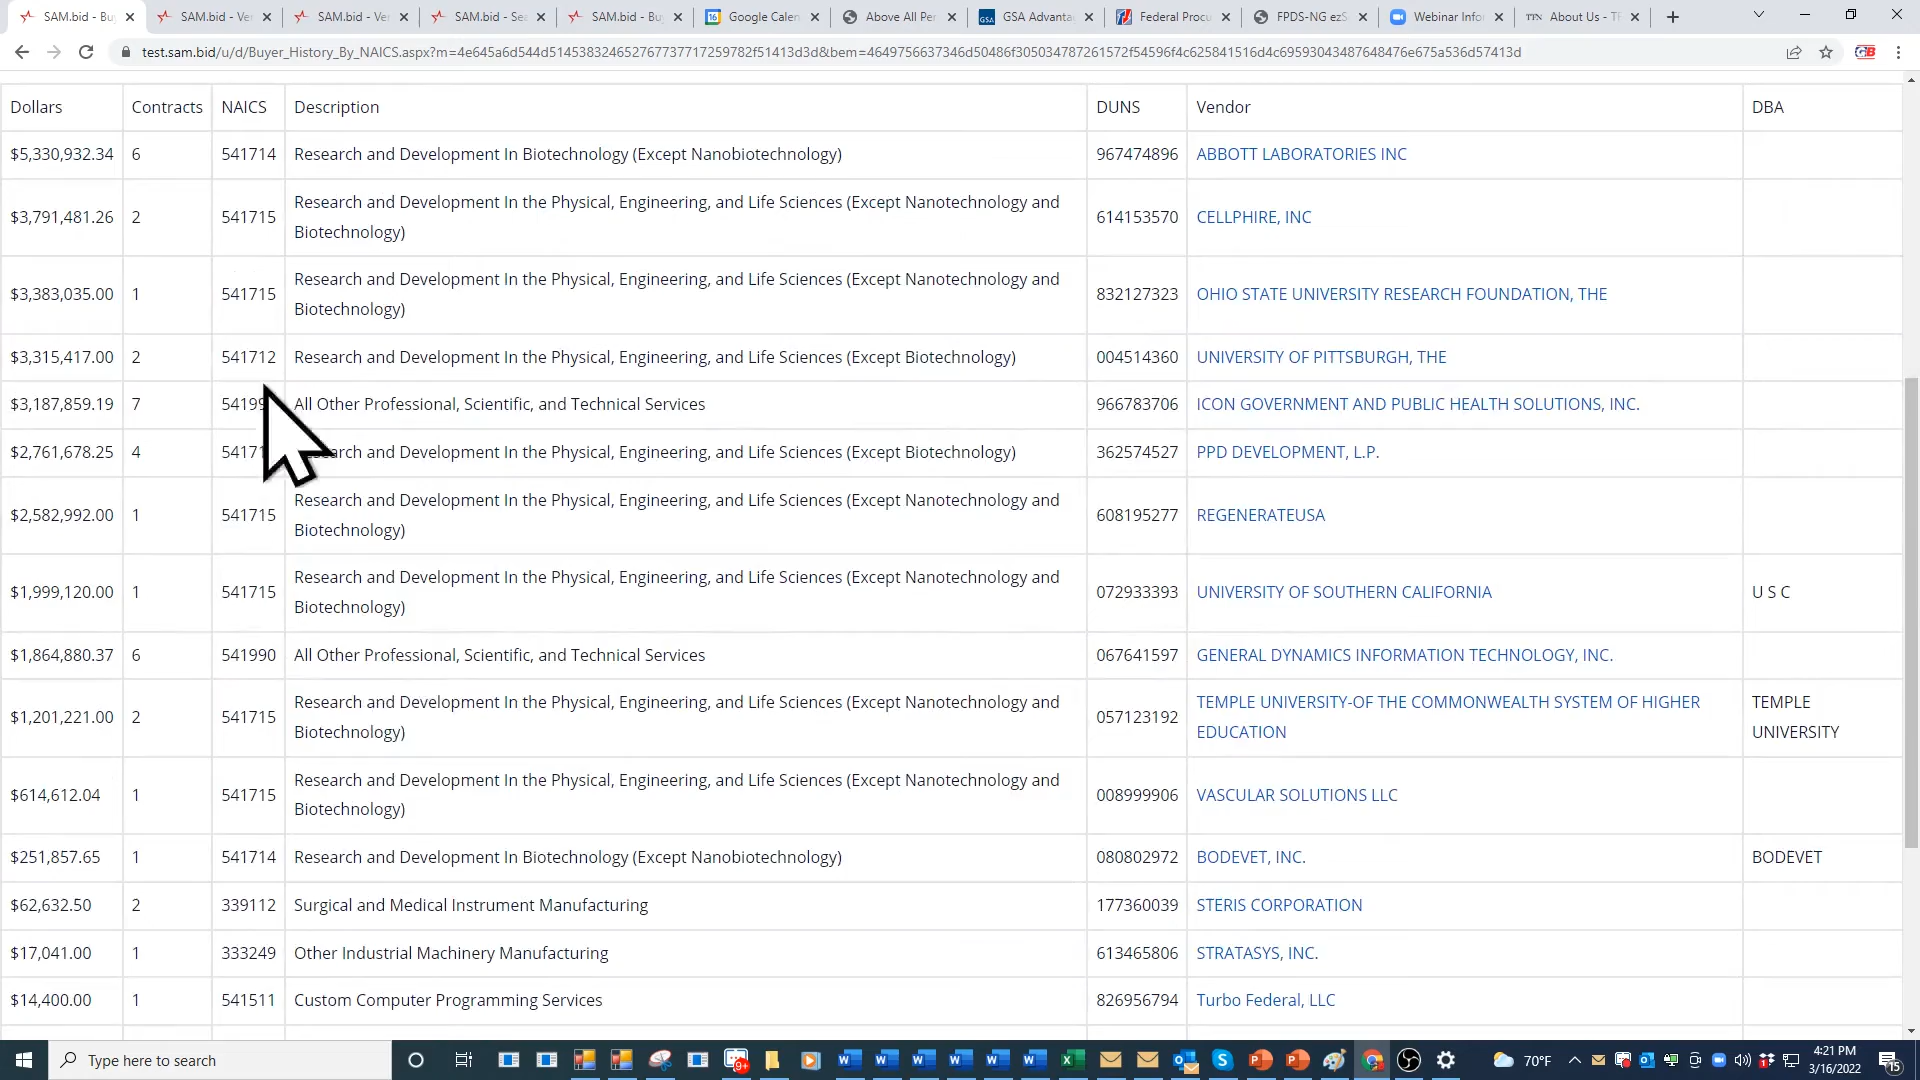 SAM.bid - Bu
SAM.bid - Ver
SAM.bid - Ver
SAM.bid - Sea
SAM.bid - Bu
Google Calen
Above All Per
GSA Advanta
Federal Procu
FPDS-NG ezS
Webinar Infor
About Us - TF
test.sam.bid/u/d/Buyer_History_By_NAICS.aspx?m=4e645a6d544d5145383246527677377172597​82f51413d3d&bem=4649756637346d50486f305034787261572f54596f4c625841516d4c69593043487648476e675a536d57413d
Dollars Contracts NAICS Description DUNS Vendor DBA
$5,330,932.34 6 541714 Research and Development In Biotechnology (Except Nanobiotechnology) 967474896 ABBOTT LABORATORIES INC
$3,791,481.26 2 541715 Research and Development In the Physical, Engineering, and Life Sciences (Except Nanotechnology and
Biotechnology) 614153570 CELLPHIRE, INC
$3,383,035.00 1 541715 Research and Development In the Physical, Engineering, and Life Sciences (Except Nanotechnology and
Biotechnology) 832127323 OHIO STATE UNIVERSITY RESEARCH FOUNDATION, THE
$3,315,417.00 2 541712 Research and Development In the Physical, Engineering, and Life Sciences (Except Biotechnology) 004514360 UNIVERSITY OF PITTSBURGH, THE
$3,187,859.19 7 All Other Professional, Scientific, and Technical Services 966783706 ICON GOVERNMENT AND PUBLIC HEALTH SOLUTIONS, INC.
$2,761,678.25 4 and Development In the Physical, Engineering, and Life Sciences (Except Biotechnology) 362574527 PPD DEVELOPMENT, L.P.
$2,582,992.00 1 541715 Research and Development In the Physical, Engineering, and Life Sciences (Except Nanotechnology and
Biotechnology) 608195277 REGENERATEUSA
$1,999,120.00 1 541715 Research and Development In the Physical, Engineering, and Life Sciences (Except Nanotechnology and
Biotechnology) 072933393 UNIVERSITY OF SOUTHERN CALIFORNIA U S C
$1,864,880.37 6 541990 All Other Professional, Scientific, and Technical Services 067641597 GENERAL DYNAMICS INFORMATION TECHNOLOGY, INC.
$1,201,221.00 2 541715 Research and Development In the Physical, Engineering, and Life Sciences (Except Nanotechnology and 057123192 TEMPLE UNIVERSITY-OF THE COMMONWEALTH SYSTEM OF HIGHER TEMPLE
Biotechnology) EDUCATION UNIVERSITY
$614,612.04 1 541715 Research and Development In the Physical, Engineering, and Life Sciences (Except Nanotechnology and
Biotechnology) 008999906 VASCULAR SOLUTIONS LLC
$251,857.65 1 541714 Research and Development In Biotechnology (Except Nanobiotechnology) 080802972 BODEVET, INC. BODEVET
$62,632.50 2 339112 Surgical and Medical Instrument Manufacturing 177360039 STERIS CORPORATION
$17,041.00 1 333249 Other Industrial Machinery Manufacturing 613465806 STRATASYS, INC.
$14,400.00 1 541511 Custom Computer Programming Services 826956794 Turbo Federal, LLC
Type here to search
70°F
4:21 PM
3/16/2022
15